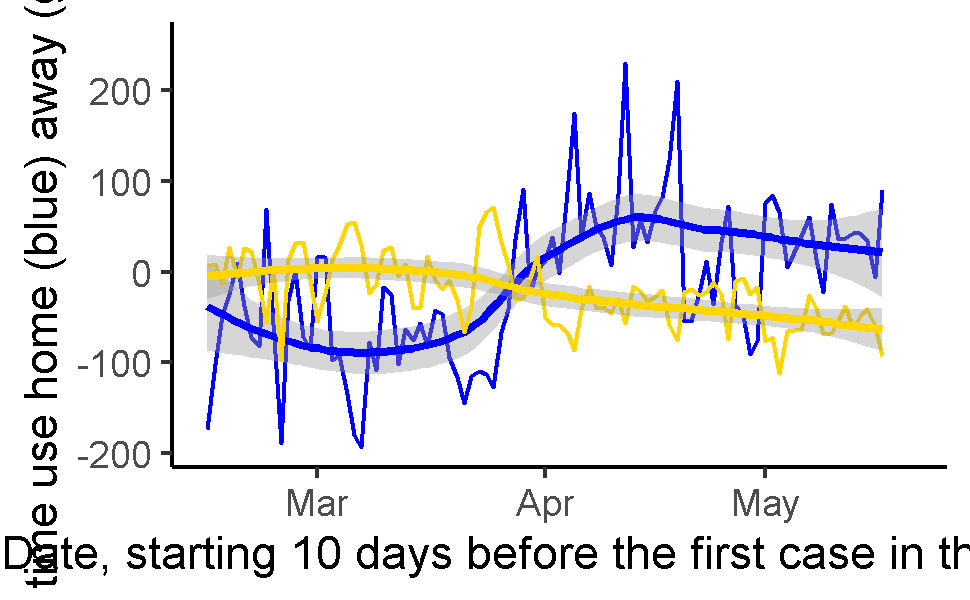 time use home (blue) away (
200
100
0
-100
-200
Mar Apr May
Date, starting 10 days before the first case in th